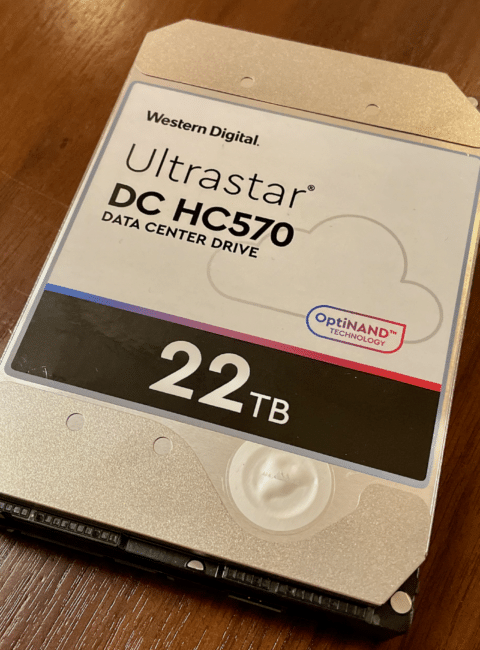 Western Digital.
Ultrastar®
DC HC570
DATA CENTER DRIVE
OptiNAND™
TECHNOLOGY
22TB